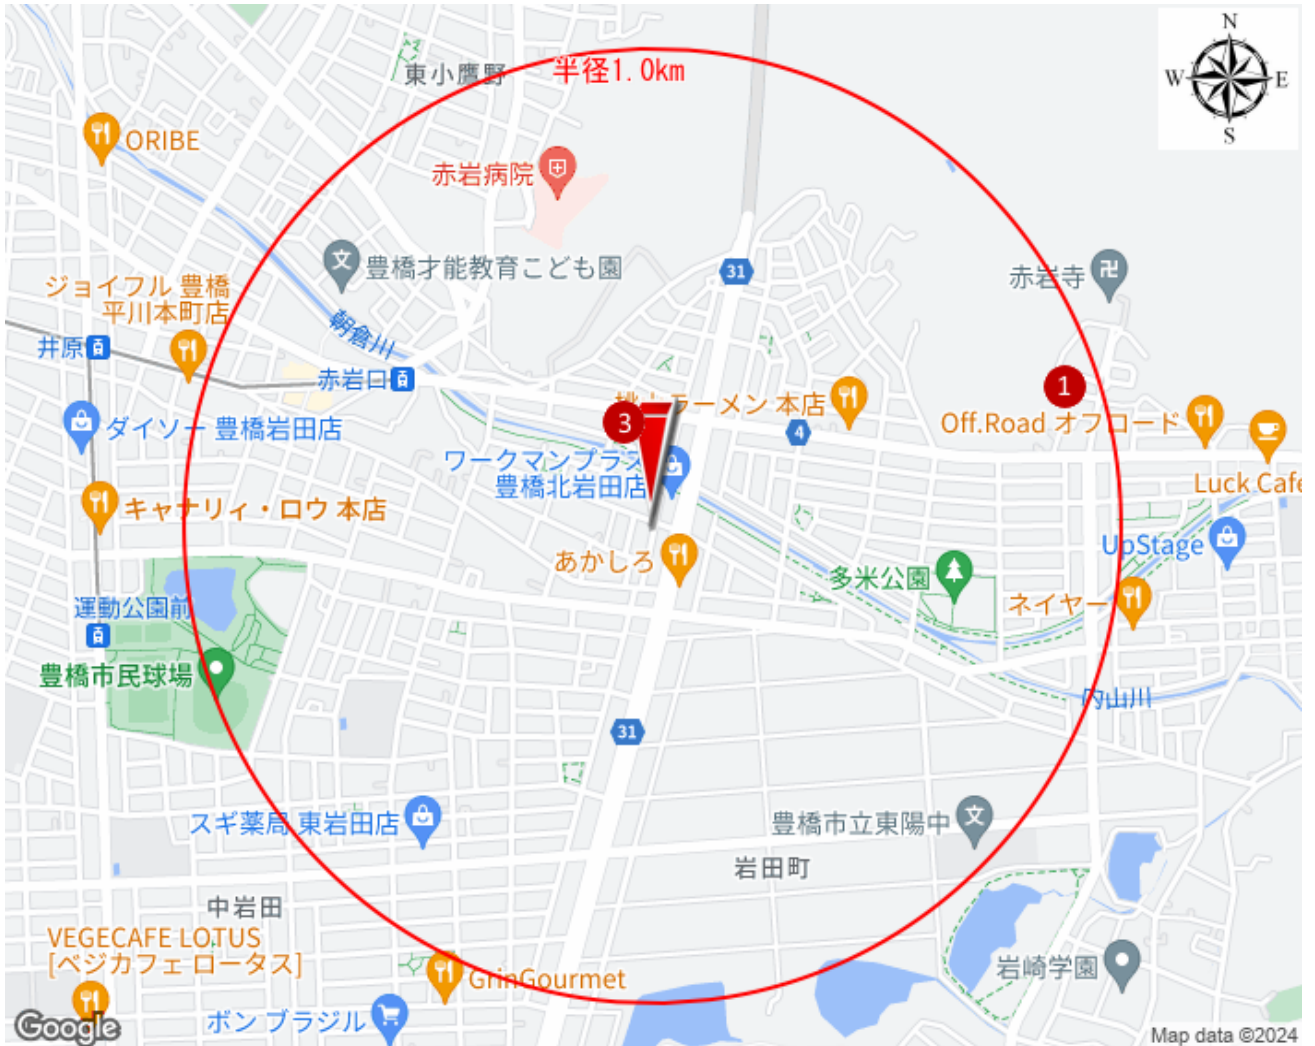 N
W
E
S
東小鷹野
半径1.0km
ORIBE
赤岩病院
31
豊橋才能教育こども園
赤岩寺
ジョイフル 豊橋
平川本町店
朝倉川
井原
赤岩口
1
ラーメン 本店
3
4
Off.Road オフロード
ダイソー 豊橋岩田店
ワークマンプラス
豊橋北岩田店
Luck Cafe
キャナリィ・ロウ 本店
あかしろ
UpStage
多米公園
運動公園前
ネイヤー
豊橋市民球場
内山川
31
スギ薬局 東岩田店
豊橋市立東陽中
岩田町
中岩田
VEGECAFE LOTUS
[ベジカフェ ロータス]
GrinGourmet
岩崎学園
ボン ブラジル
Google
Map data ©2024